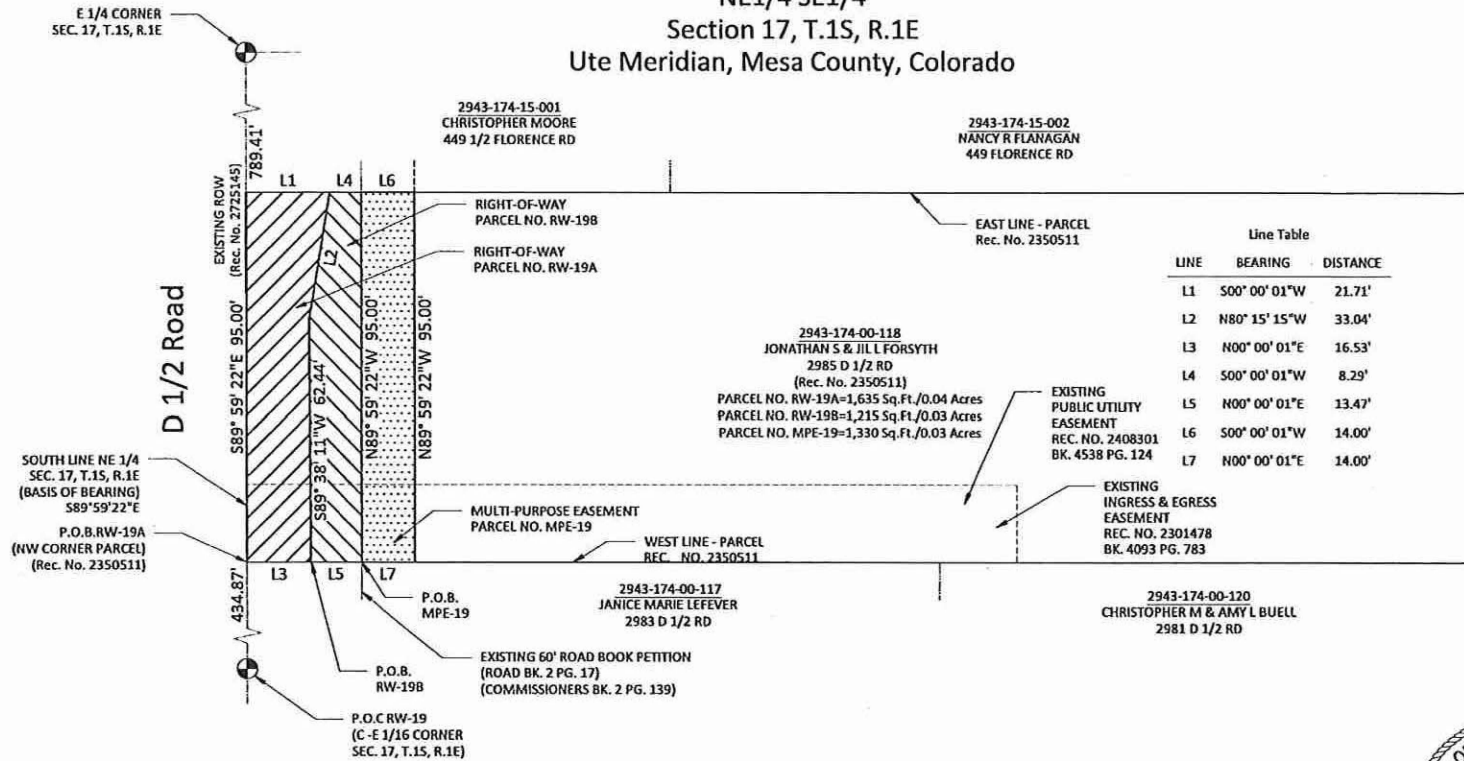 NE1/4 SE1/4
Section 17, T.1S, R.1E
Ute Meridian, Mesa County, Colorado
E 1/4 CORNER
SEC. 17, T.1S, R.1E
789.41'
EXISTING ROW
(Rec. No. 2725145)
2943-174-15-001
CHRISTOPHER MOORE
449 1/2 FLORENCE RD
2943-174-15-002
NANCY R FLANAGAN
449 FLORENCE RD
L1
L4
L6
RIGHT-OF-WAY
PARCEL NO. RW-19B
RIGHT-OF-WAY
PARCEL NO. RW-19A
EAST LINE - PARCEL
Rec. No. 2350511
L2
D 1/2 Road
S89° 59' 22"E 95.00'
S89° 38' 11"W 62.44'
N89° 59' 22"W 95.00'
N89° 59' 22"W 95.00'
Line Table
LINE BEARING DISTANCE
L1 S00° 00' 01"W 21.71'
L2 N80° 15' 15"W 33.04'
L3 N00° 00' 01"E 16.53'
L4 S00° 00' 01"W 8.29'
L5 N00° 00' 01"E 13.47'
L6 S00° 00' 01"W 14.00'
L7 N00° 00' 01"E 14.00'
2943-174-00-118
JONATHAN S & JILL FORSYTH
2985 D 1/2 RD
(Rec. No. 2350511)
PARCEL NO. RW-19A=1,635 Sq.Ft./0.04 Acres
PARCEL NO. RW-19B=1,215 Sq.Ft./0.03 Acres
PARCEL NO. MPE-19=1,330 Sq.Ft./0.03 Acres
EXISTING
PUBLIC UTILITY
EASEMENT
REC. NO. 2408301
BK. 4538 PG. 124
EXISTING
INGRESS & EGRESS
EASEMENT
REC. NO. 2301478
BK. 4093 PG. 783
SOUTH LINE NE 1/4
SEC. 17, T.1S, R.1E
(BASIS OF BEARING)
S89°59'22"E
P.O.B.RW-19A
(NW CORNER PARCEL)
(Rec. No. 2350511)
MULTI-PURPOSE EASEMENT
PARCEL NO. MPE-19
WEST LINE - PARCEL
REC. NO. 2350511
L3
L5
L7
434.87'
P.O.B.
MPE-19
2943-174-00-117
JANICE MARIE LEFEVER
2983 D 1/2 RD
2943-174-00-120
CHRISTOPHER M & AMY L BUELL
2981 D 1/2 RD
P.O.B.
RW-19B
EXISTING 60' ROAD BOOK PETITION
(ROAD BK. 2 PG. 17)
(COMMISSIONERS BK. 2 PG. 139)
P.O.C RW-19
(C -E 1/16 CORNER
SEC. 17, T.1S, R.1E)